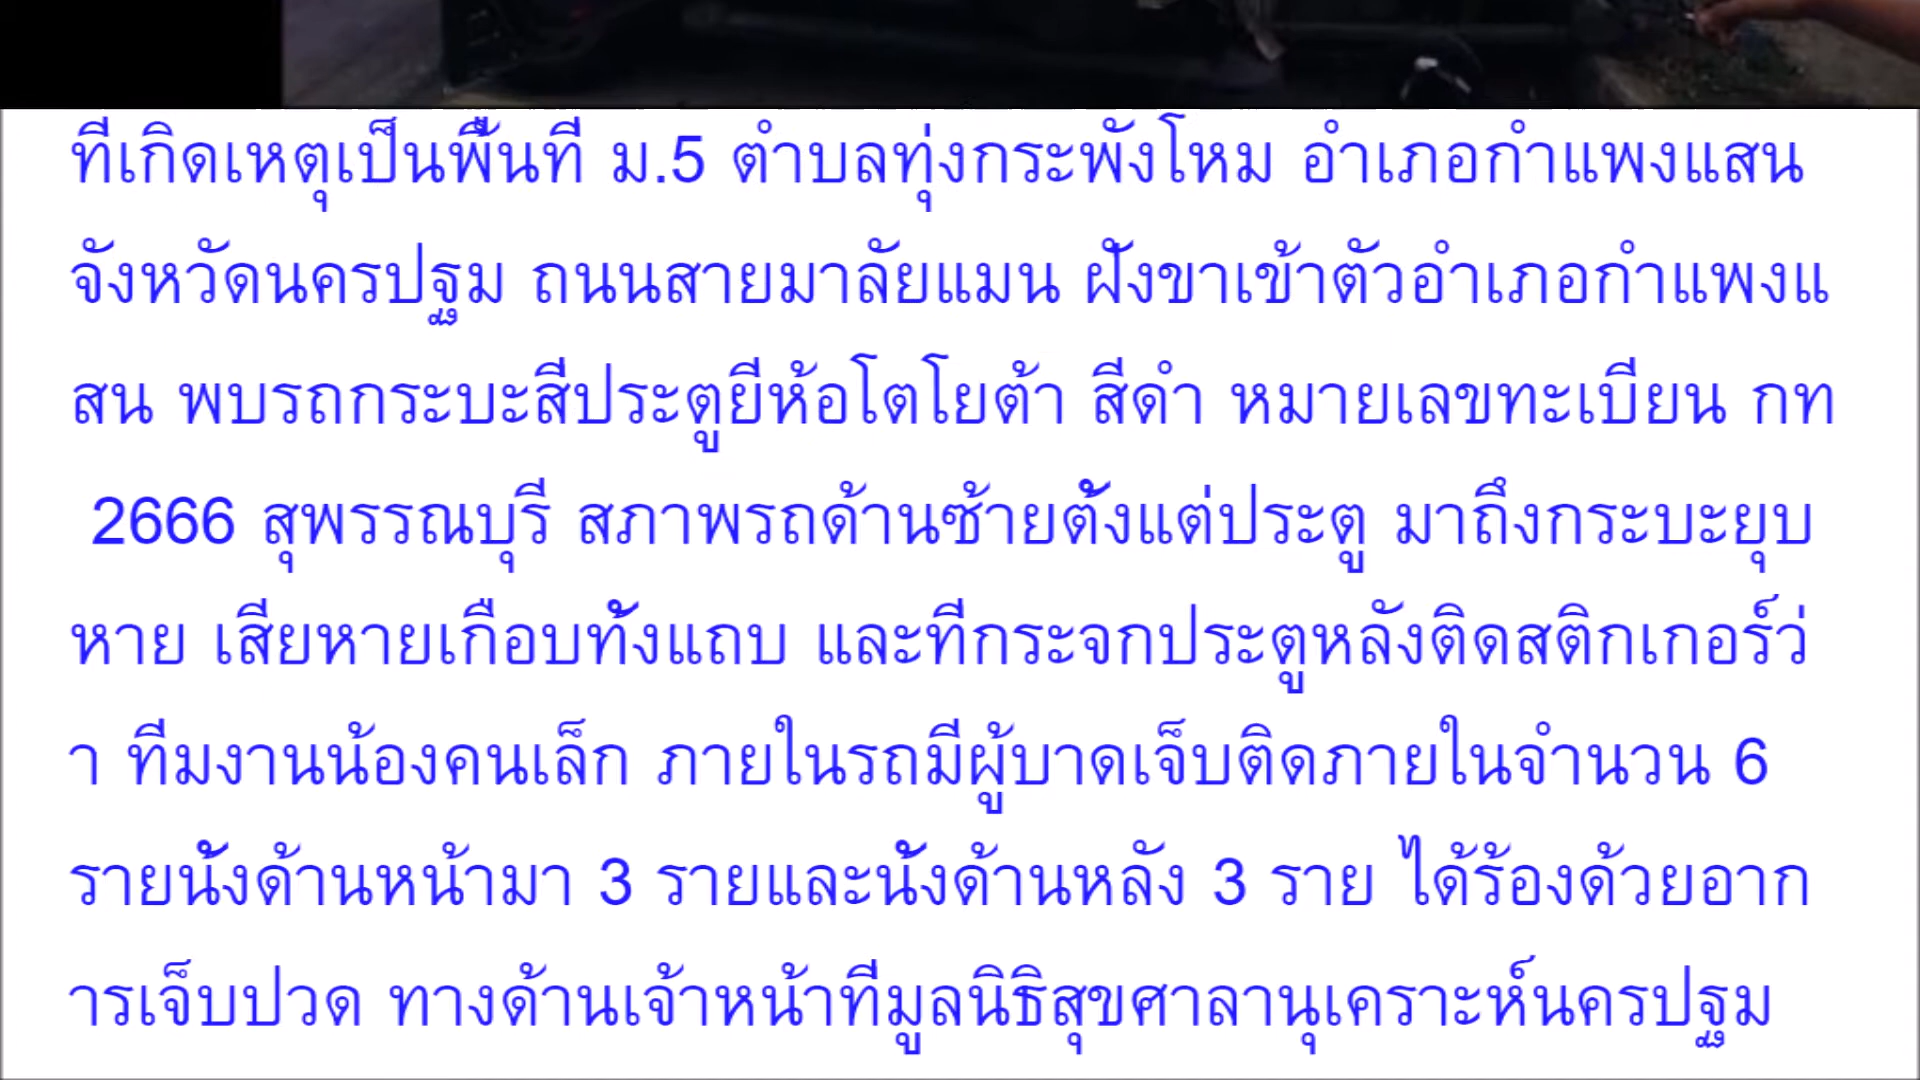 ที่เกิดเหตุเป็นพื้นที่ ม.5 ตำบลทุ่งกระพังโหม อำเภอกำแพงแสน
จังหวัดนครปฐม ถนนสายมาลัยแมน ฝั่งขาเข้าตัวอำเภอกำแพงแ
สน พบรถกระบะสี่ประตูยี่ห้อโตโยต้า สีดำ หมายเลขทะเบียน กท
2666 สุพรรณบุรี สภาพรถด้านซ้ายตั้งแต่ประตู มาถึงกระบะยุบ
หาย เสียหายเกือบทั้งแถบ และที่กระจกประตูหลังติดสติกเกอร์ว่
า ทีมงานน้องคนเล็ก ภายในรถมีผู้บาดเจ็บติดภายในจำนวน 6
รายนั้งด้านหน้ามา 3 รายและนั้งด้านหลัง 3 ราย ได้ร้องด้วยอาก
ารเจ็บปวด ทางด้านเจ้าหน้าที่มูลนิธิสุขศาลานุเคราะห์นครปฐม